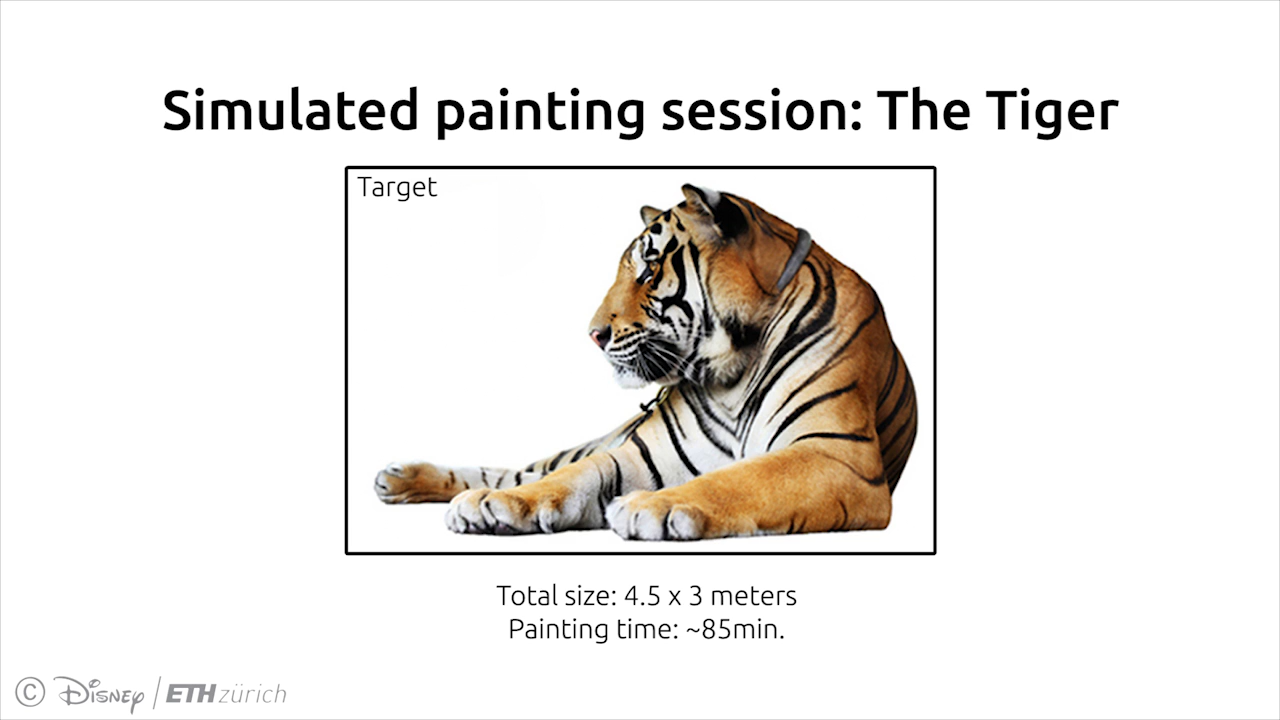 Simulated painting session: The Tiger
Target
Total size: 4.5 x 3 meters
Painting time: ~85min.
© Disney | ETH zürich